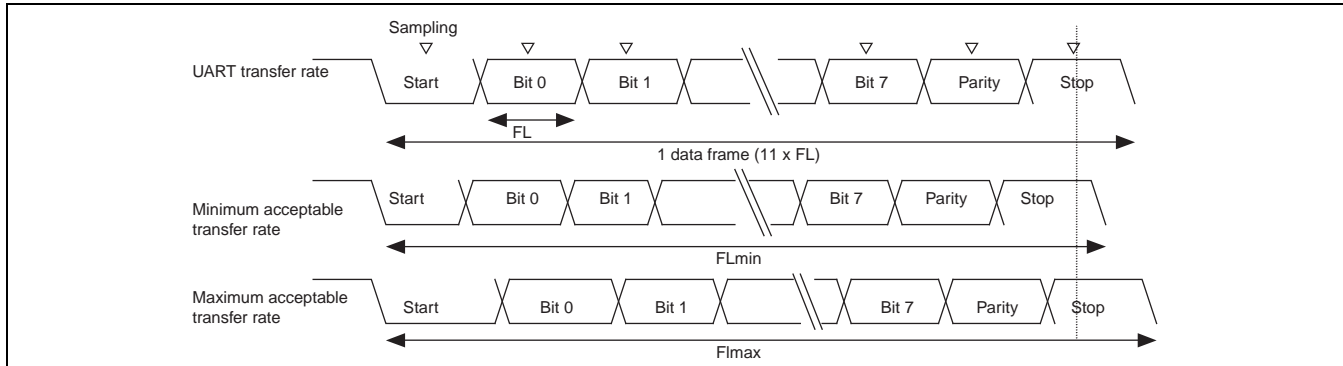 Sampling
UART transfer rate
Start Bit 0 Bit 1 Bit 7 Parity Stop
FL
1 data frame (11 x FL)
Minimum acceptable
transfer rate
Start Bit 0 Bit 1 Bit 7 Parity Stop
FLmin
Maximum acceptable
transfer rate
Start Bit 0 Bit 1 Bit 7 Parity Stop
Flmax